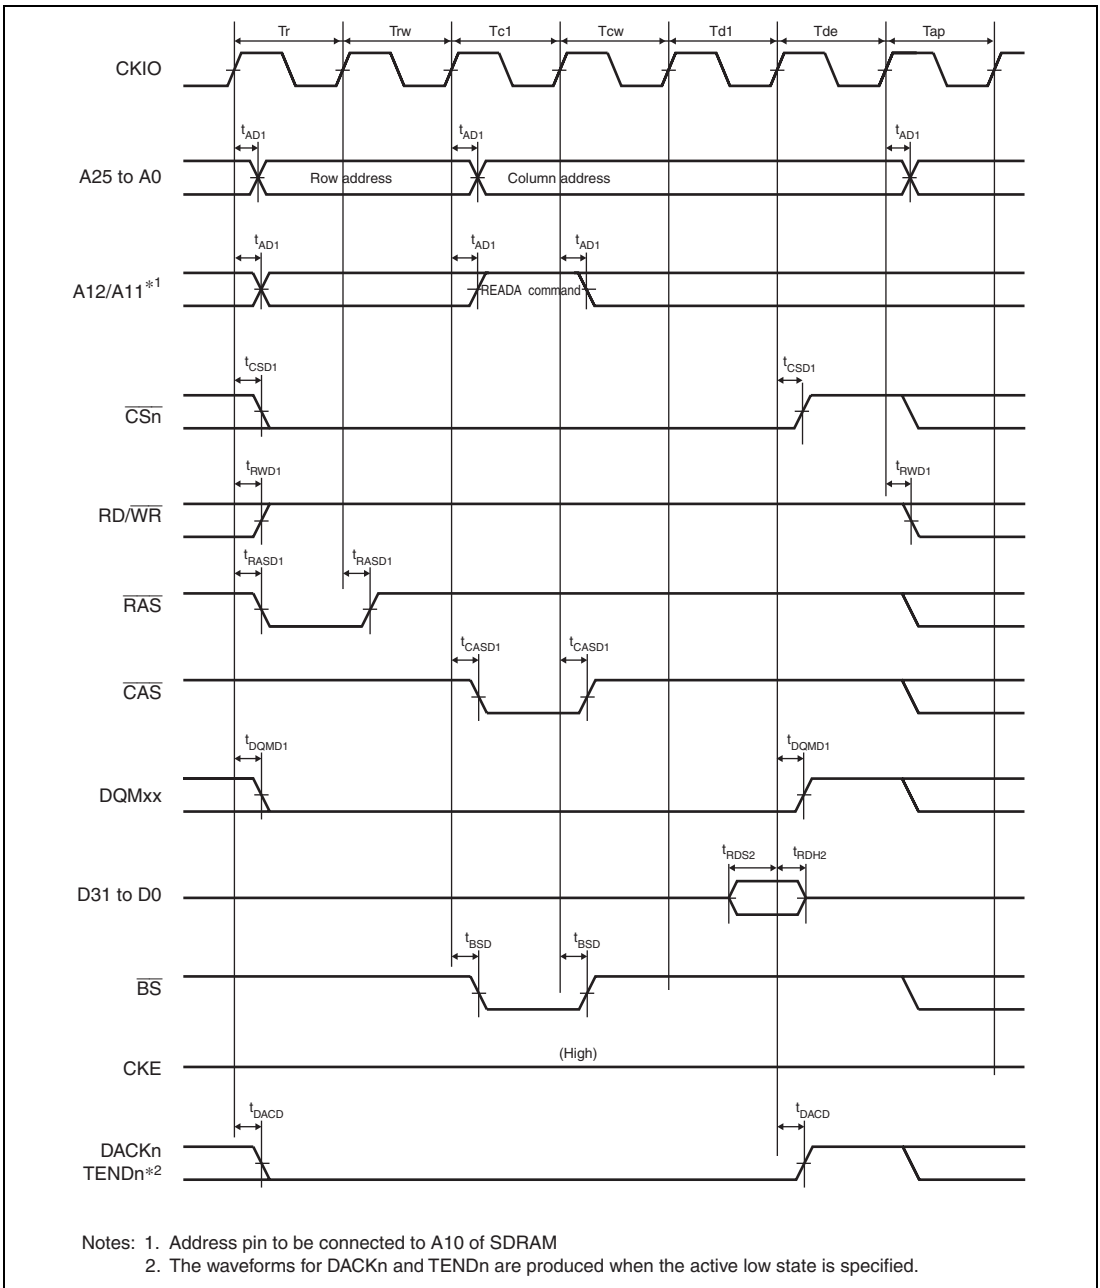 Tr Trw Tc1 Tcw Td1 Tde Tap
CKIO
tAD1 tAD1 tAD1
A25 to A0 Row address Column address
tAD1 tAD1 tAD1
A12/A11*1 READA command
tCSD1 tCSD1
CSn
tRWD1 tRWD1
RD/WR
tRASD1 tRASD1
RAS
tCASD1 tCASD1
CAS
tDQMD1 tDQMD1
DQMxx
tRDS2 tRDH2
D31 to D0
tBSD tBSD
BS
(High)
CKE
tDACD tDACD
DACKn
TENDn*2
Notes: 1. Address pin to be connected to A10 of SDRAM
2. The waveforms for DACKn and TENDn are produced when the active low state is specified.